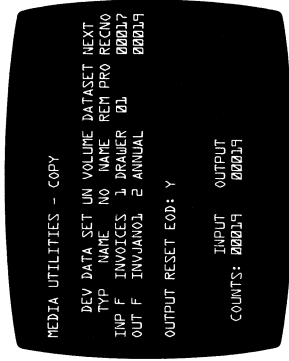 MEDIA UTILITIES - COPY
DEV DATA SET UN VOLUME DATASET NEXT
TYP NAME NO NAME REM PRO RECNO
INP F INVOICES 1 DRAWER 01 00017
OUT F INVJAN01 2 ANNUAL 00019
OUTPUT RESET EOD: Y
INPUT OUTPUT
COUNTS: 00019 00019